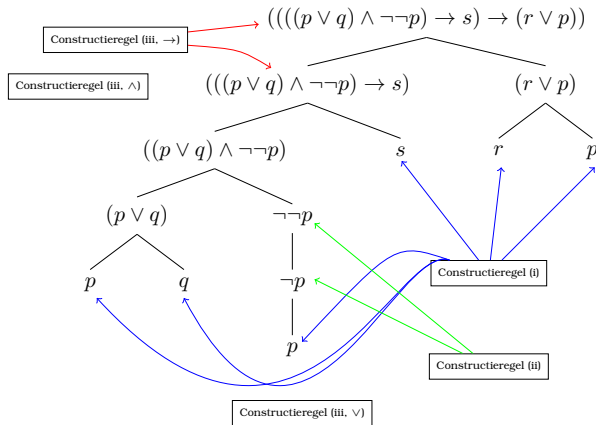 ((((p ∨ q) ∧ ¬¬p) → s) → (r ∨ p))
Constructieregel (iii, →)
(((p ∨ q) ∧ ¬¬p) → s)
(r ∨ p)
Constructieregel (iii, ∧)
((p ∨ q) ∧ ¬¬p)
s
r
p
(p ∨ q)
¬¬p
p
q
¬p
Constructieregel (i)
p
Constructieregel (ii)
Constructieregel (iii, ∨)